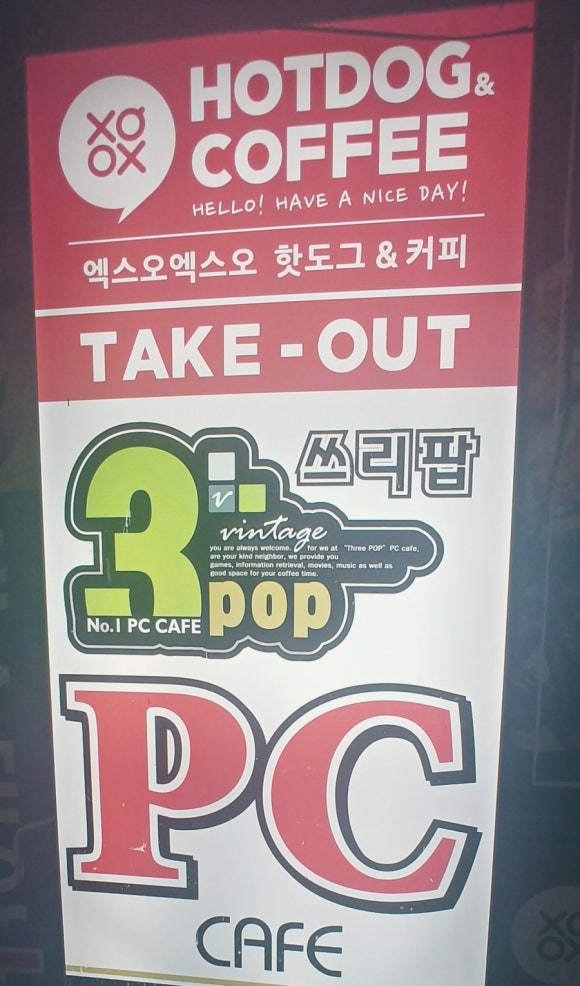 XO
OX
HOTDOG&
COFFEE
HELLO! HAVE A NICE DAY!
엑스오엑스오 핫도그 & 커피
TAKE-OUT
쓰리팝
3
v
vintage
you are always welcome. for we at "Three POP" PC cafe,
are your kind neighbor, we provide you
games, information retrieval, movies, music as well as
good space for your coffee time.
No.1 PC CAFE
pop
PC
CAFE